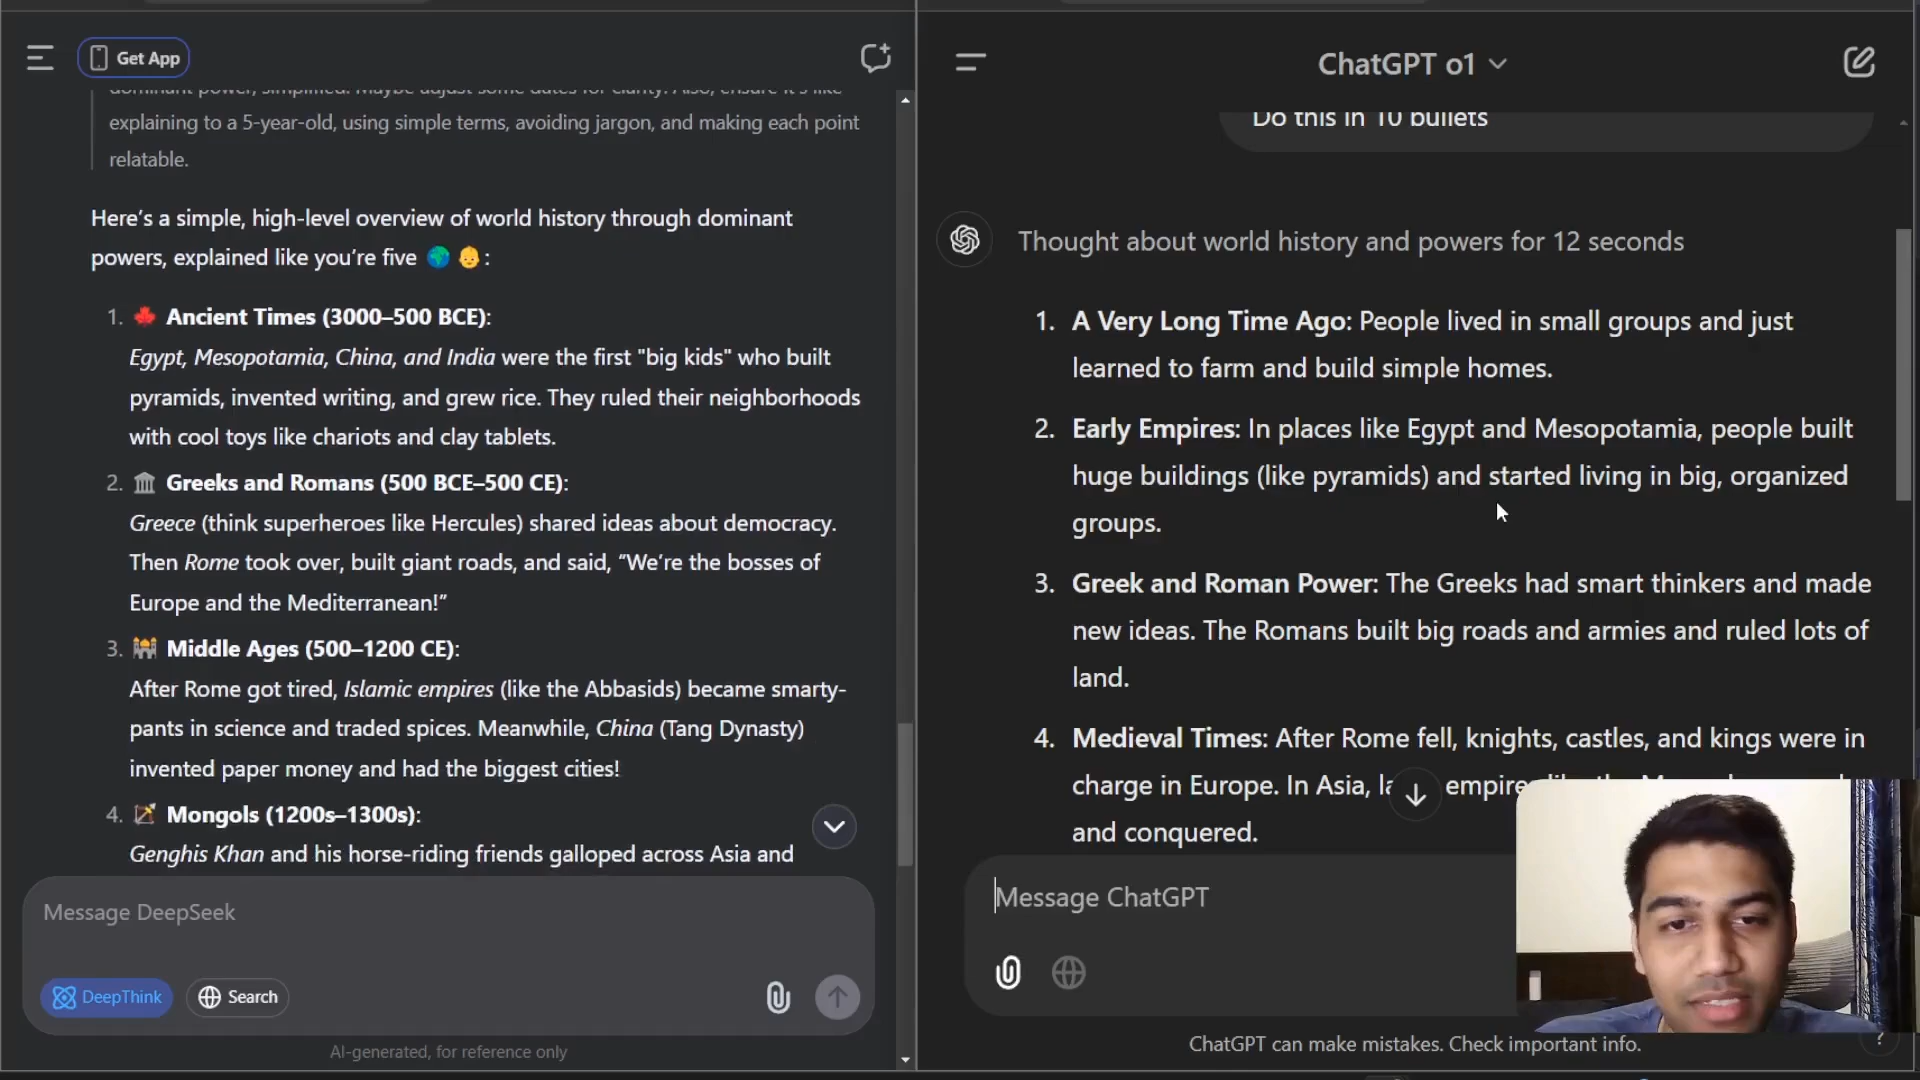 Get App
dominant power, simplified. Maybe adjust some dates for clarity. Also, ensure it's like
explaining to a 5-year-old, using simple terms, avoiding jargon, and making each point
relatable.
Here's a simple, high-level overview of world history through dominant
powers, explained like you're five 🌍 👶:
1. 🍁 Ancient Times (3000–500 BCE):
Egypt, Mesopotamia, China, and India were the first "big kids" who built
pyramids, invented writing, and grew rice. They ruled their neighborhoods
with cool toys like chariots and clay tablets.
2. 🏛️ Greeks and Romans (500 BCE–500 CE):
Greece (think superheroes like Hercules) shared ideas about democracy.
Then Rome took over, built giant roads, and said, “We’re the bosses of
Europe and the Mediterranean!”
3. 🕌 Middle Ages (500–1200 CE):
After Rome got tired, Islamic empires (like the Abbasids) became smarty-
pants in science and traded spices. Meanwhile, China (Tang Dynasty)
invented paper money and had the biggest cities!
4. 🏹 Mongols (1200s–1300s):
Genghis Khan and his horse-riding friends galloped across Asia and
Message DeepSeek
DeepThink
Search
AI-generated, for reference only
ChatGPT o1
Do this in 10 bullets
Thought about world history and powers for 12 seconds
1. A Very Long Time Ago: People lived in small groups and just
learned to farm and build simple homes.
2. Early Empires: In places like Egypt and Mesopotamia, people built
huge buildings (like pyramids) and started living in big, organized
groups.
3. Greek and Roman Power: The Greeks had smart thinkers and made
new ideas. The Romans built big roads and armies and ruled lots of
land.
4. Medieval Times: After Rome fell, knights, castles, and kings were in
charge in Europe. In Asia, empire
and conquered.
Message ChatGPT
ChatGPT can make mistakes. Check important info.
?